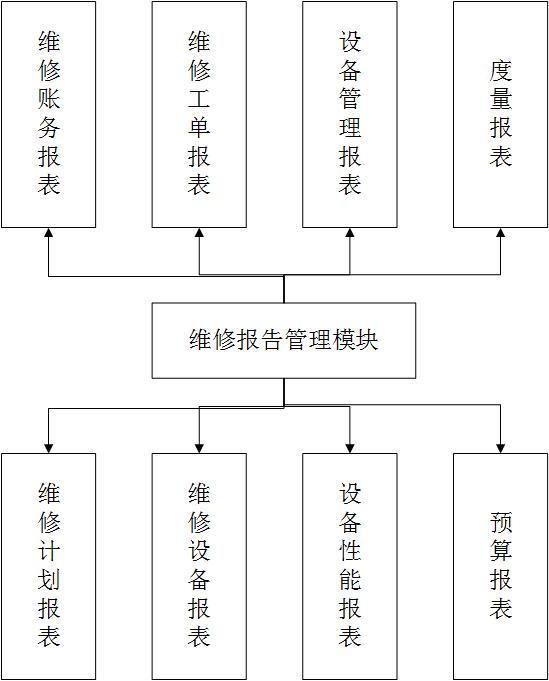 维修账务报表
维修工单报表
设备管理报表
度量报表
维修报告管理模块
维修计划报表
维修设备报表
设备性能报表
预算报表